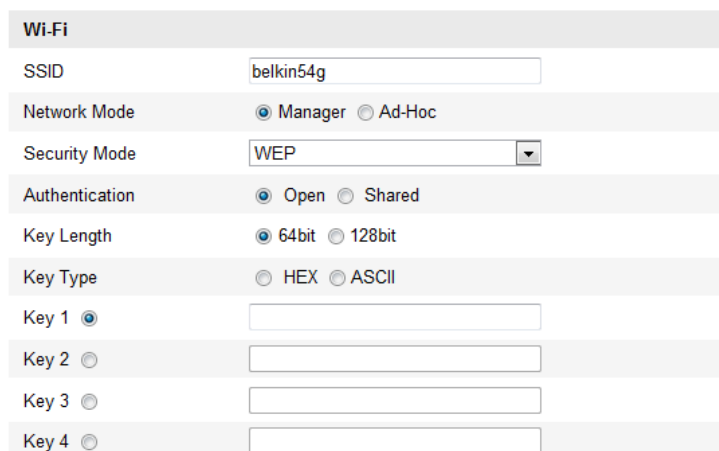 Wi-Fi
SSID belkin54g
Network Mode Manager Ad-Hoc
Security Mode WEP
Authentication Open Shared
Key Length 64bit 128bit
Key Type HEX ASCII
Key 1
Key 2
Key 3
Key 4